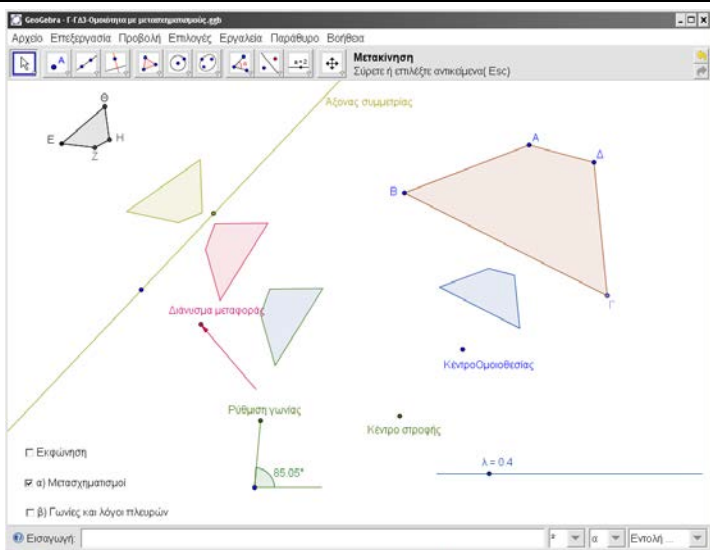 GeoGebra - Γ-ΓΔ3-Ομοιότητα με μετασχηματισμούς.ggb
Αρχείο Επεξεργασία Προβολή Επιλογές Εργαλεία Παράθυρο Βοήθεια
A
a=2
Μετακίνηση
Σύρετε ή επιλέξτε αντικείμενα( Esc)
Θ
Άξονας συμμετρίας
Ε
Η
Ζ
Α
Δ
Β
Γ
Διάνυσμα μεταφοράς
ΚέντροΟμοιοθεσίας
Ρύθμιση γωνίας
Κέντρο στροφής
Εκφώνηση
λ = 0.4
85.05°
α) Μετασχηματισμοί
β) Γωνίες και λόγοι πλευρών
Εισαγωγή:
²
α
Εντολή ...